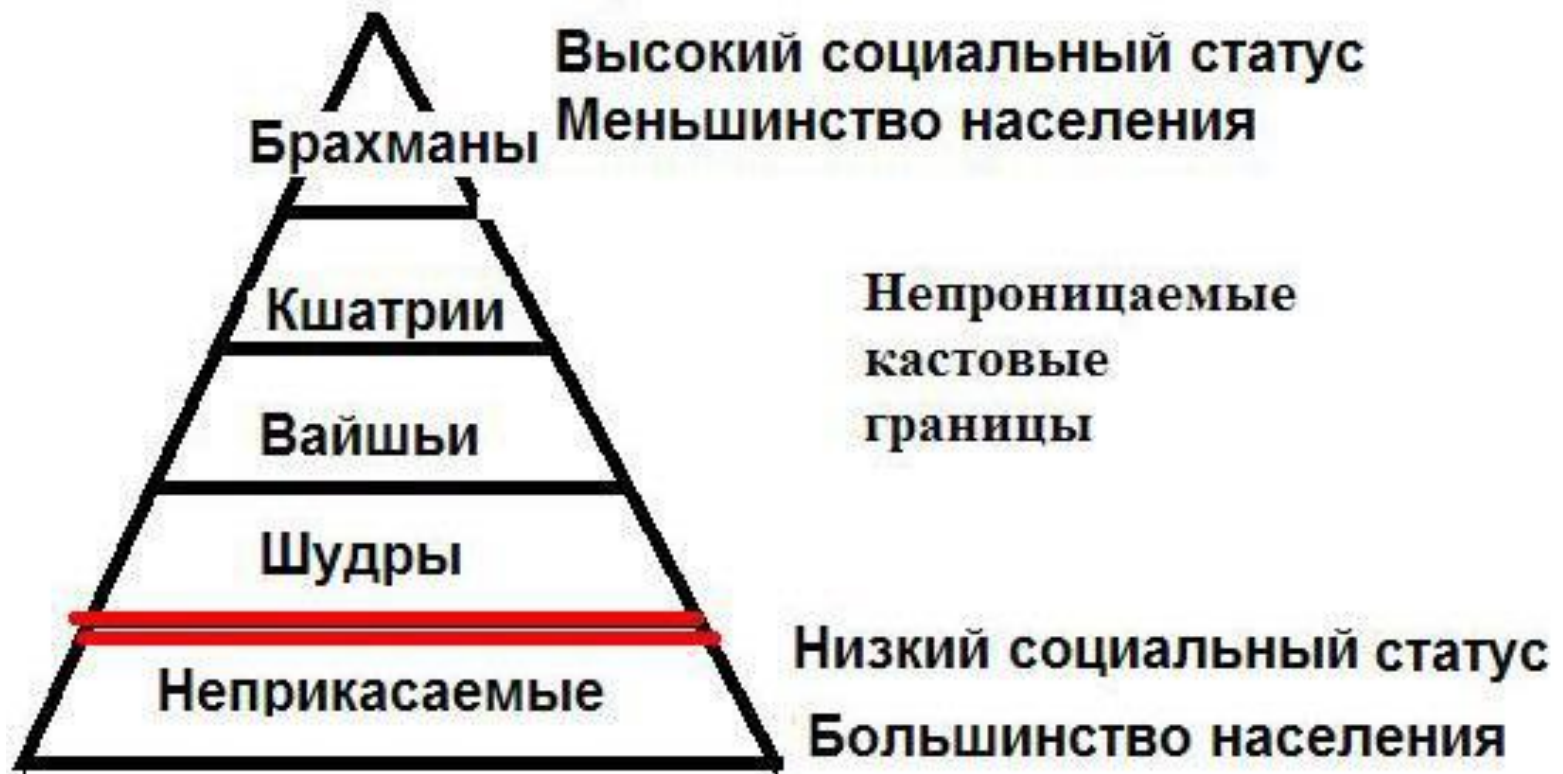 Высокий социальный статус
Брахманы Меньшинство населения
Кшатрии
Непроницаемые
кастовые
границы
Вайшьи
Шудры
Низкий социальный статус
Неприкасаемые
Большинство населения